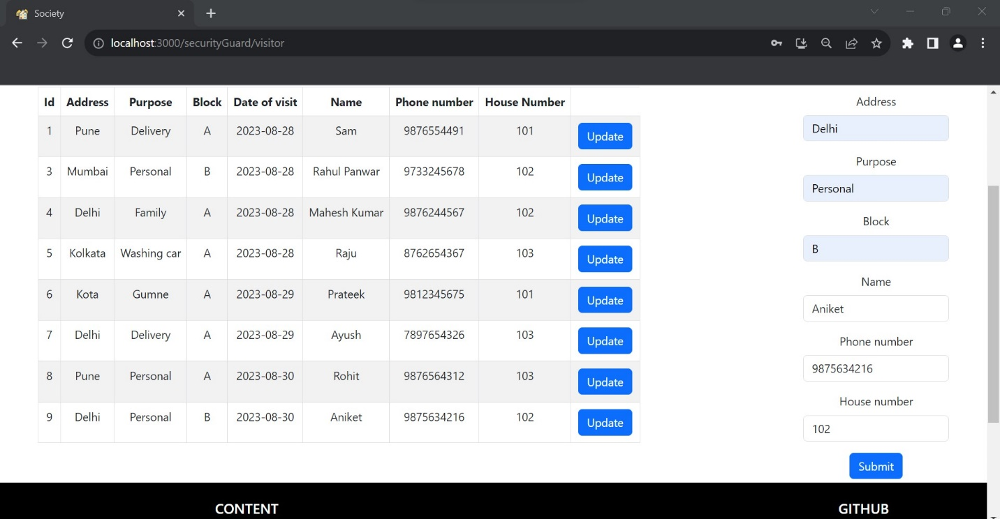 Society
localhost:3000/securityGuard/visitor
Id Address Purpose Block Date of visit Name Phone number House Number
1 Pune Delivery A 2023-08-28 Sam 9876554491 101 Update
3 Mumbai Personal B 2023-08-28 Rahul Panwar 9733245678 102 Update
4 Delhi Family A 2023-08-28 Mahesh Kumar 9876244567 102 Update
5 Kolkata Washing car A 2023-08-28 Raju 8762654367 103 Update
6 Kota Gumne A 2023-08-29 Prateek 9812345675 101 Update
7 Delhi Delivery A 2023-08-29 Ayush 7897654326 103 Update
8 Pune Personal A 2023-08-30 Rohit 9876564312 103 Update
9 Delhi Personal B 2023-08-30 Aniket 9875634216 102 Update
Address
Delhi
Purpose
Personal
Block
B
Name
Aniket
Phone number
9875634216
House number
102
Submit
CONTENT
GITHUB